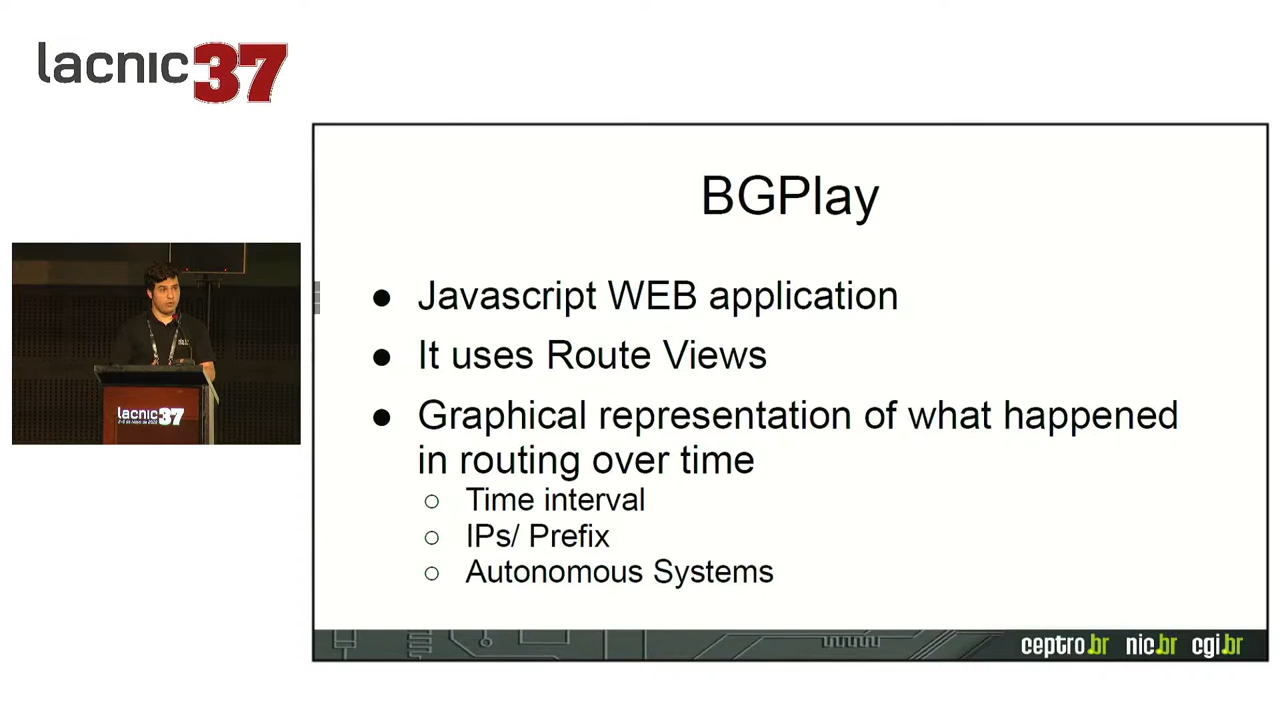 lacnic37
BGPlay
● Javascript WEB application
● It uses Route Views
● Graphical representation of what happened
in routing over time
○ Time interval
○ IPs/ Prefix
○ Autonomous Systems
lacnic37
ceptro.br nic.br cgi.br